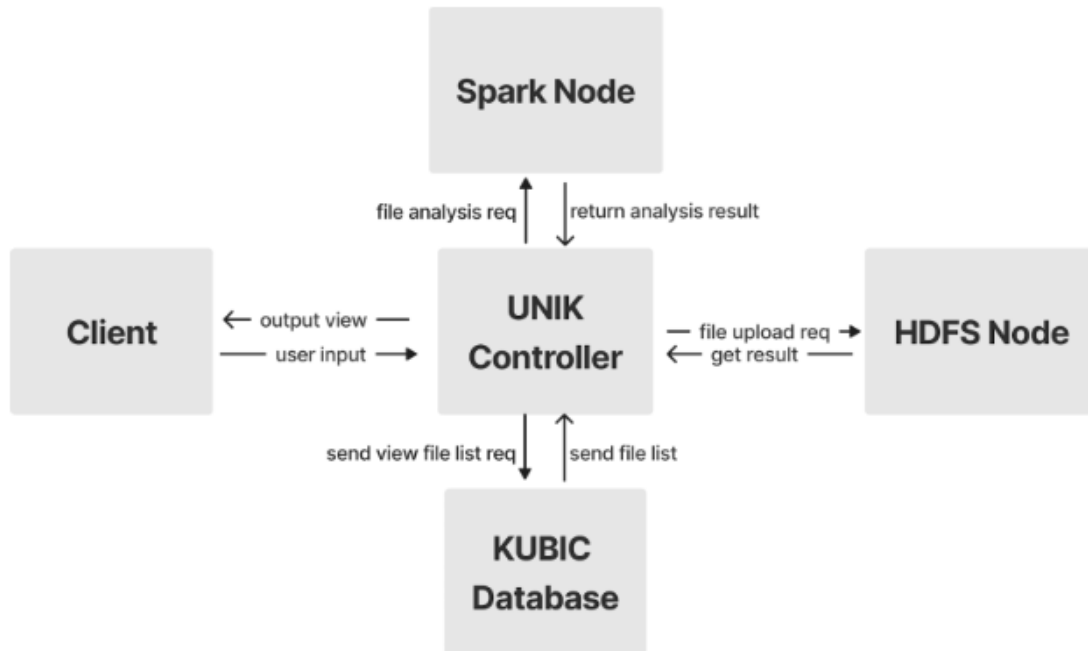 Spark Node
file analysis req
return analysis result
Client
output view
user input
UNIK
Controller
file upload req
get result
HDFS Node
send view file list req
send file list
KUBIC
Database